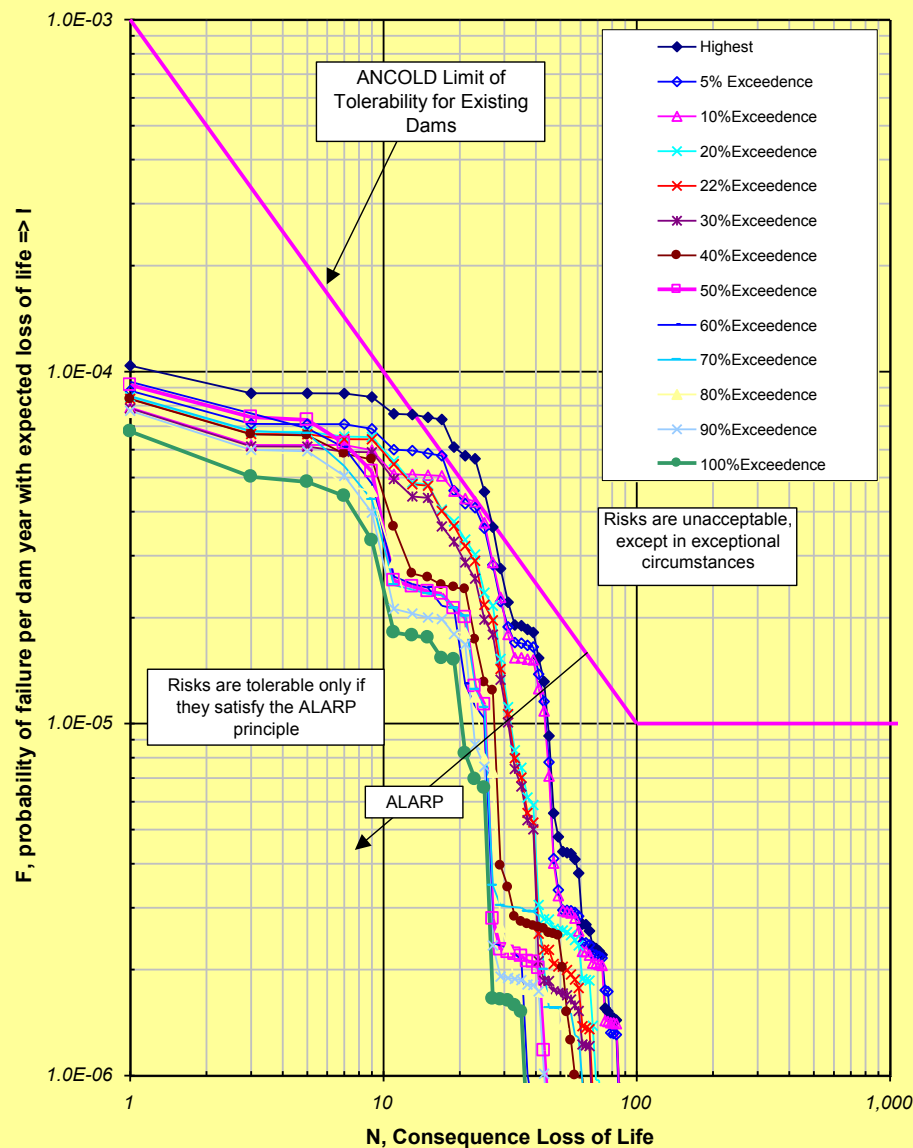 1.0E-03
1.0E-04
1.0E-05
1.0E-06
F, probability of failure per dam year with expected loss of life => I
ANCOLD Limit of
Tolerability for Existing
Dams
Highest
5% Exceedence
10%Exceedence
20%Exceedence
22%Exceedence
30%Exceedence
40%Exceedence
50%Exceedence
60%Exceedence
70%Exceedence
80%Exceedence
90%Exceedence
100%Exceedence
Risks are unacceptable,
except in exceptional
circumstances
Risks are tolerable only if
they satisfy the ALARP
principle
ALARP
1
10
100
1,000
N, Consequence Loss of Life